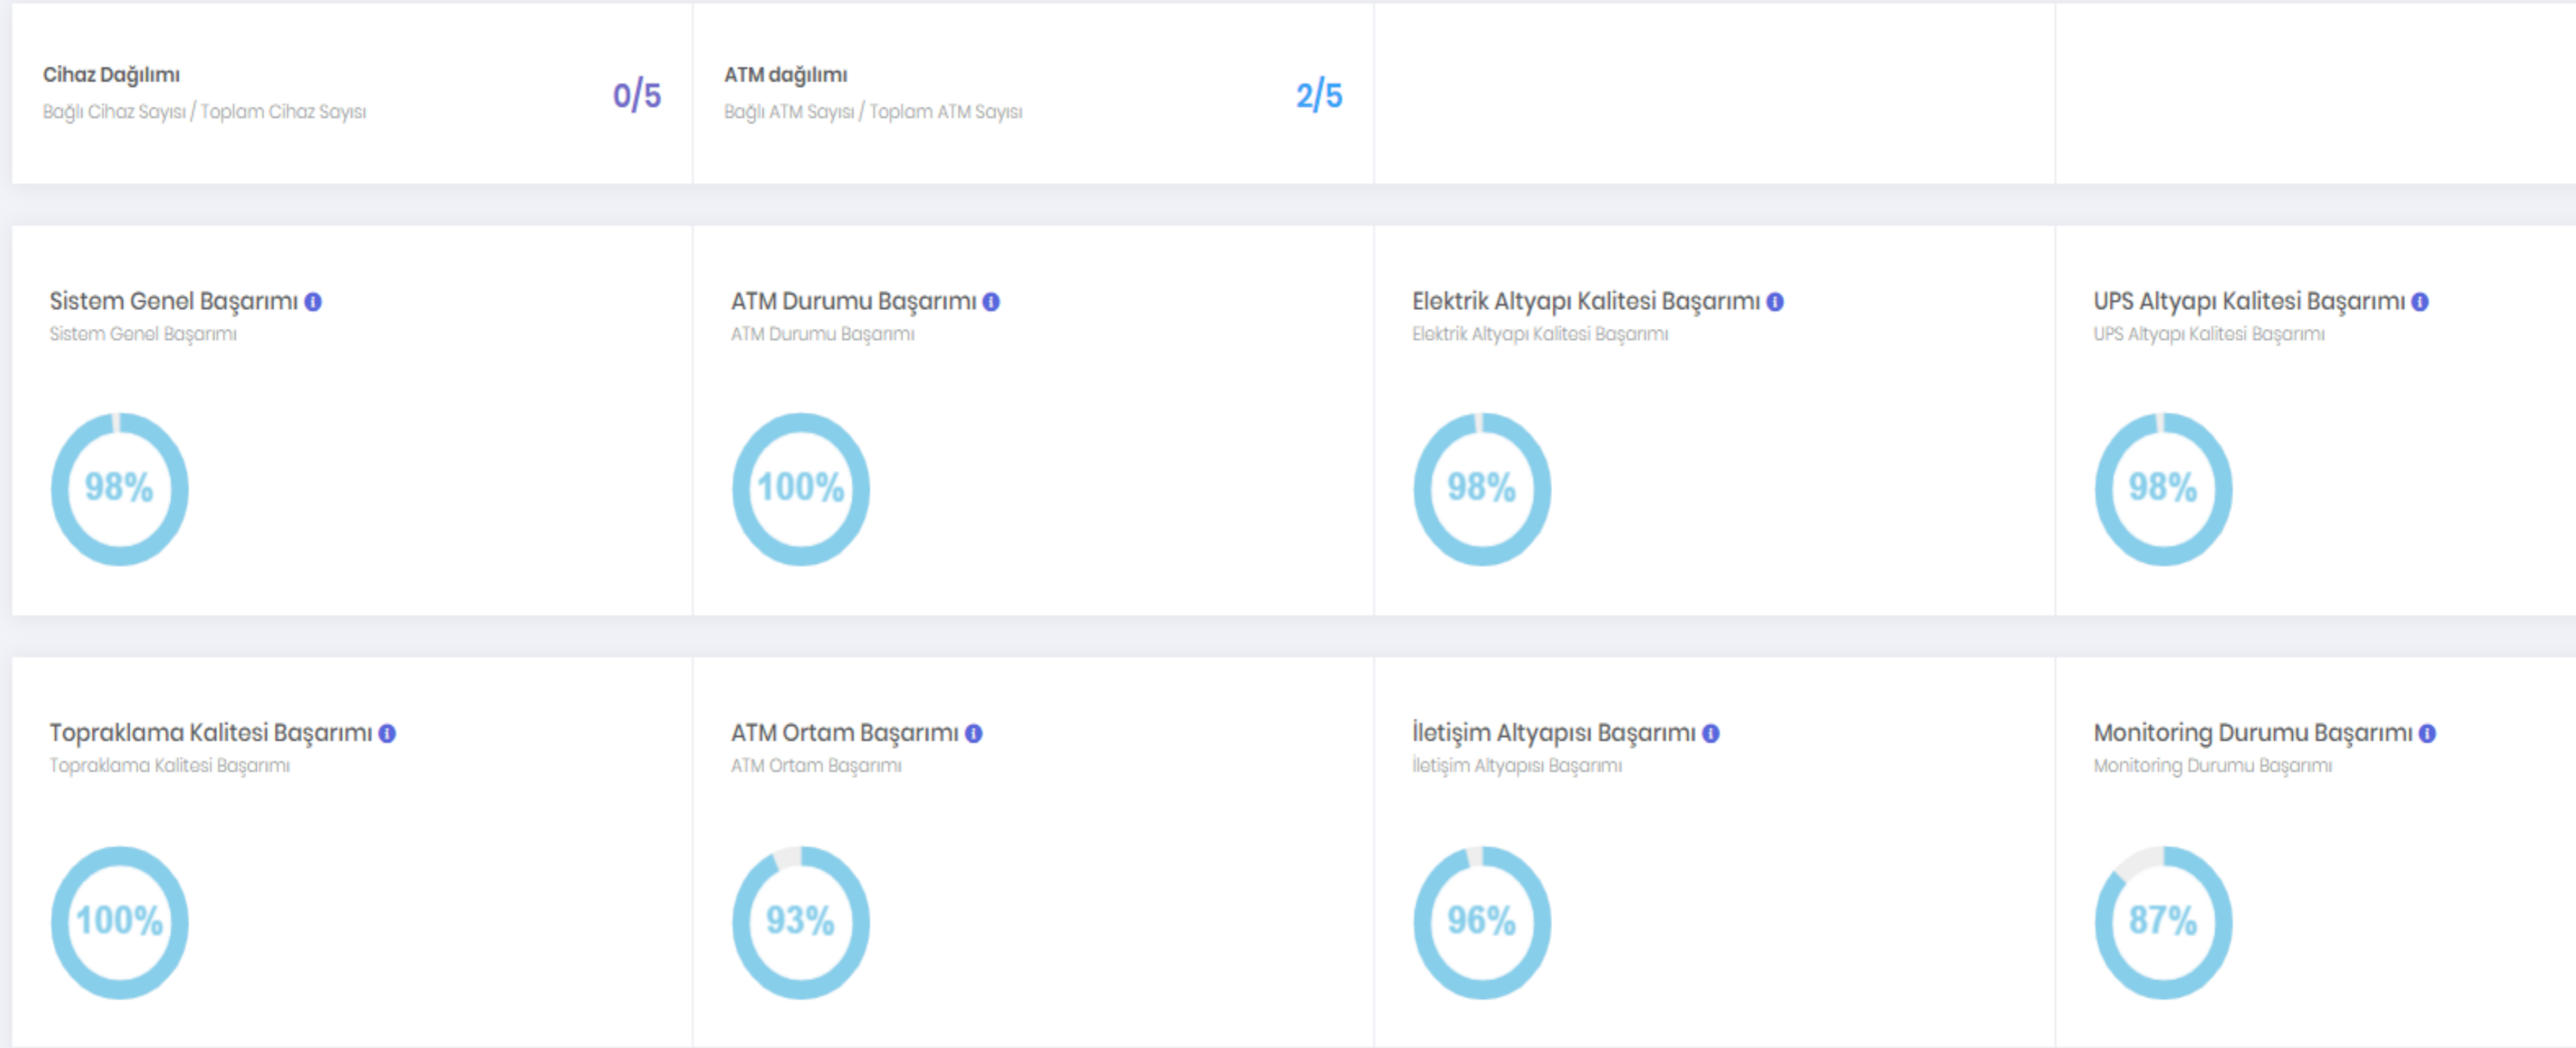 Cihaz Dağılımı
Bağlı Cihaz Sayısı / Toplam Cihaz Sayısı
0/5
ATM dağılımı
Bağlı ATM Sayısı / Toplam ATM Sayısı
2/5
Sistem Genel Başarımı
Sistem Genel Başarımı
98%
ATM Durumu Başarımı
ATM Durumu Başarımı
100%
Elektrik Altyapı Kalitesi Başarımı
Elektrik Altyapı Kalitesi Başarımı
98%
UPS Altyapı Kalitesi Başarımı
UPS Altyapı Kalitesi Başarımı
98%
Topraklama Kalitesi Başarımı
Topraklama Kalitesi Başarımı
100%
ATM Ortam Başarımı
ATM Ortam Başarımı
93%
İletişim Altyapısı Başarımı
İletişim Altyapısı Başarımı
96%
Monitoring Durumu Başarımı
Monitoring Durumu Başarımı
87%